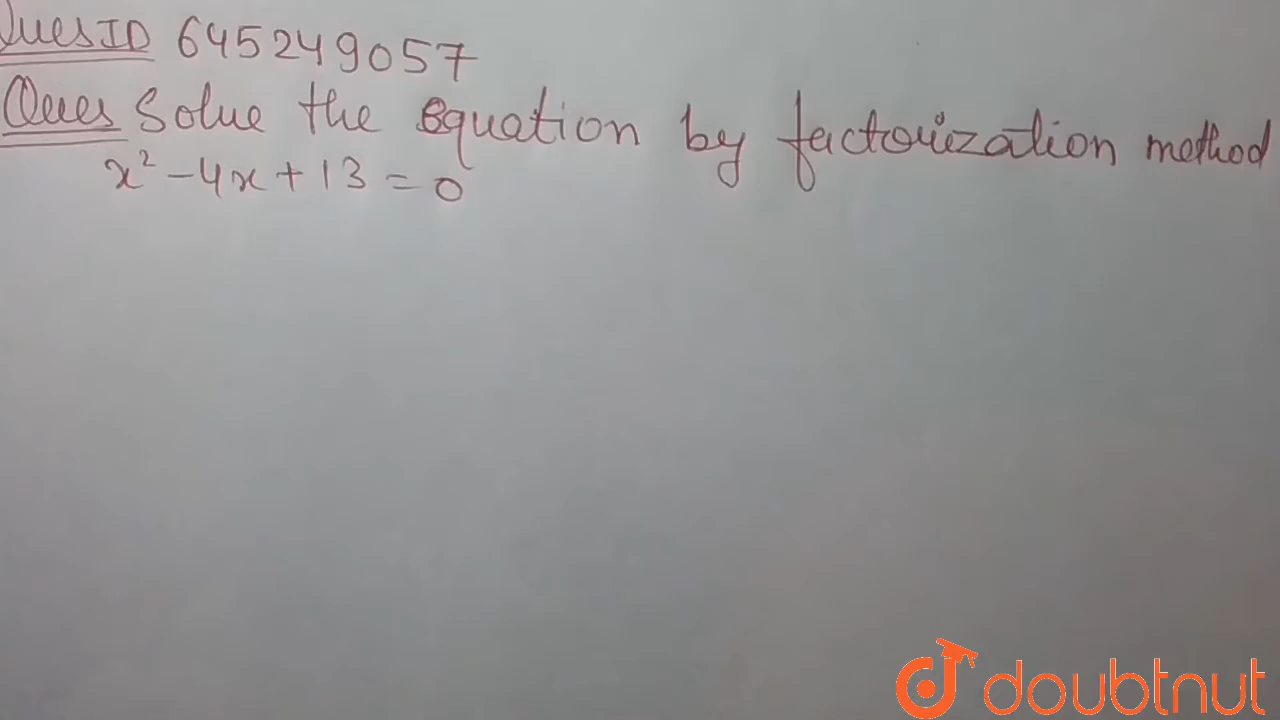 QuesID 645249057
Ques Solve the equation by factorization method
x² - 4x + 13 = 0
doubtnut